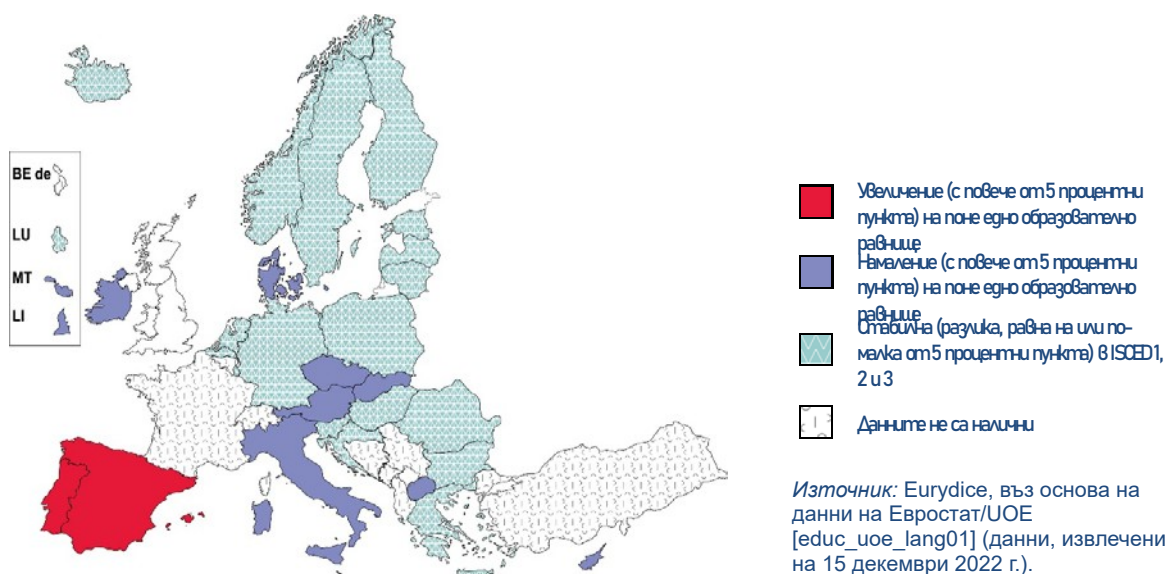 BE de
LU
MT
LI
Увеличение (с повече от 5 процентни
пункта) на поне едно образователно
равнище
Намаление (с повече от 5 процентни
пункта) на поне едно образователно
равнище
Стабилна (разлика, равна на или по-
малка от 5 процентни пункта) в ISCED 1,
2 и 3
Данните не са налични
Източник: Eurydice, въз основа на
данни на Евростат/UOE
[educ_uoe_lang01] (данни, извлечени
на 15 декември 2022 г.).